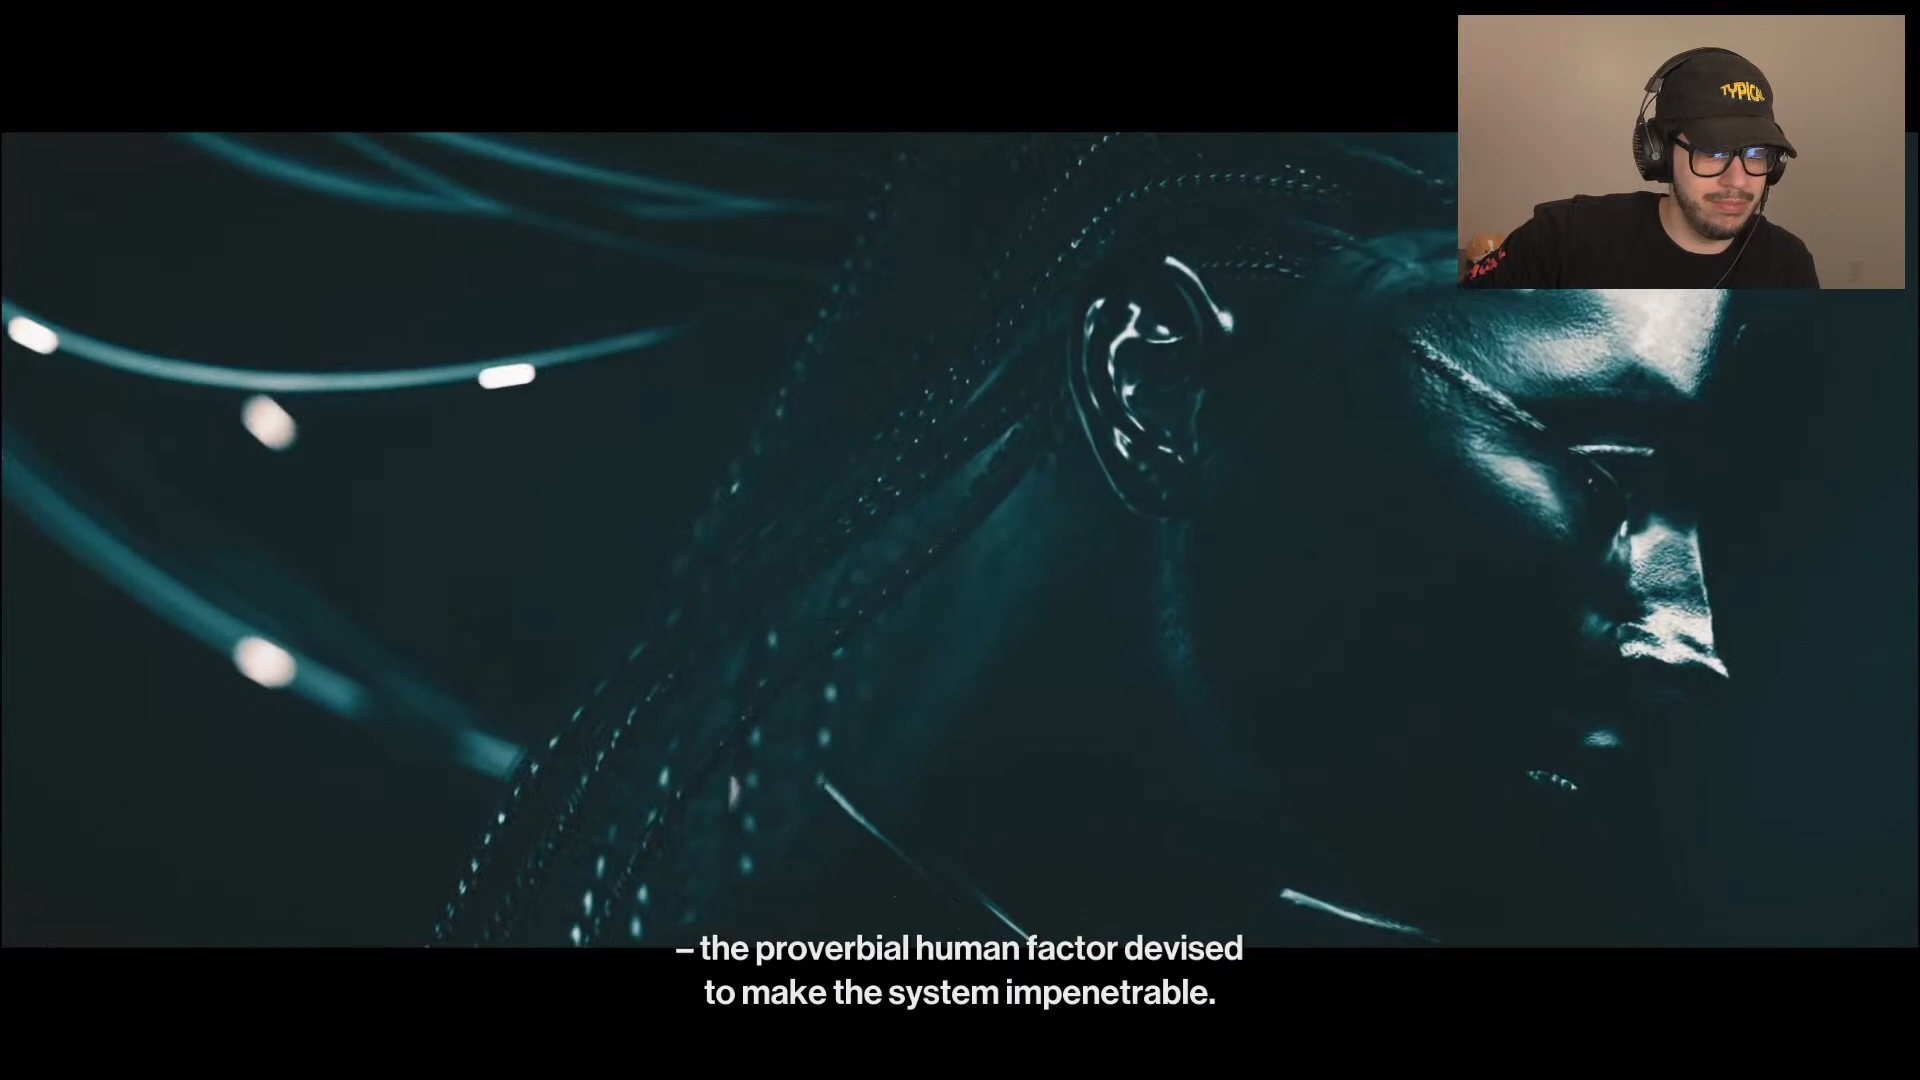 TYPICAL
– the proverbial human factor devised
to make the system impenetrable.